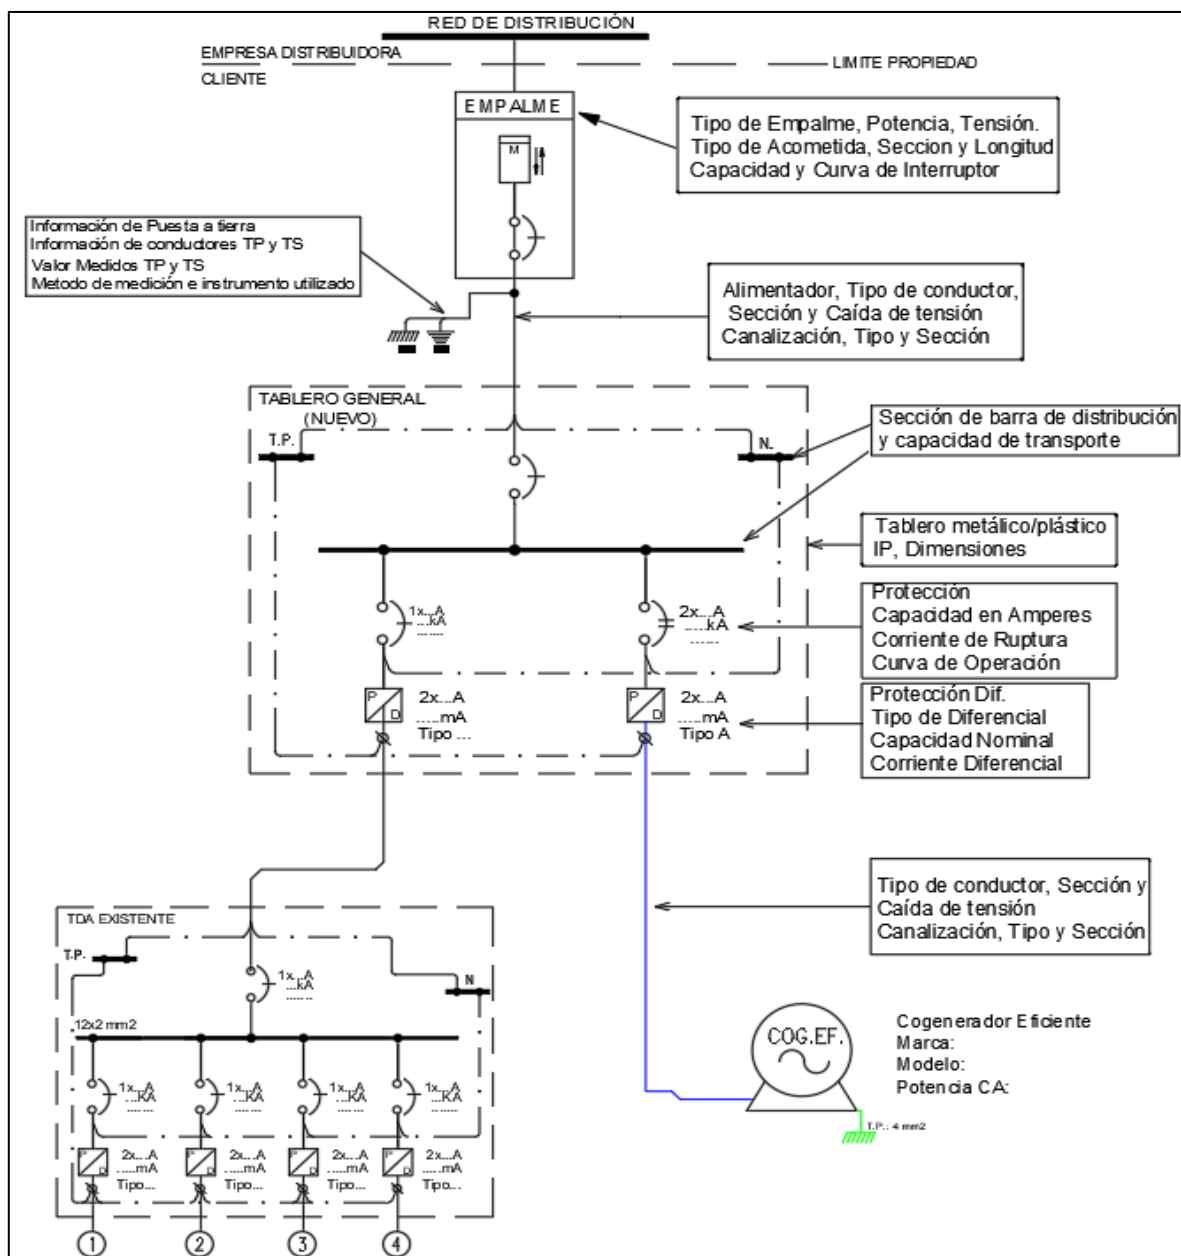 RED DE DISTRIBUCIÓN
EMPRESA DISTRIBUIDORA
CLIENTE
LIMITE PROPIEDAD
EMPALME
M
Tipo de Empalme, Potencia, Tensión.
Tipo de Acometida, Seccion y Longitud
Capacidad y Curva de Interruptor
Información de Puesta a tierra
Información de conductores TP y TS
Valor Medidos TP y TS
Metodo de medición e instrumento utilizado
Alimentador, Tipo de conductor,
Sección y Caída de tensión
Canalización, Tipo y Sección
TABLERO GENERAL
(NUEVO)
T.P.
N.
Sección de barra de distribución
y capacidad de transporte
Tablero metálico/plástico
IP, Dimensiones
1x...A
...kA
.......
2x...A
.....kA
.......
Protección
Capacidad en Amperes
Corriente de Ruptura
Curva de Operación
P
D
2x...A
.....mA
Tipo ...
P
D
2x...A
.....mA
Tipo A
Protección Dif.
Tipo de Diferencial
Capacidad Nominal
Corriente Diferencial
Tipo de conductor, Sección y
Caída de tensión
Canalización, Tipo y Sección
TDA EXISTENTE
T.P.
N
1x...A
...kA
.......
12x2 mm2
1x...A
...KA
.......
1x...A
...KA
.......
1x...A
...KA
.......
1x...A
...KA
.......
P
D
2x...A
.....mA
Tipo...
P
D
2x...A
.....mA
Tipo...
P
D
2x...A
.....mA
Tipo...
P
D
2x...A
.....mA
Tipo...
1
2
3
4
COG.EF.
Cogenerador Eficiente
Marca:
Modelo:
Potencia CA:
T.P.: 4 mm2